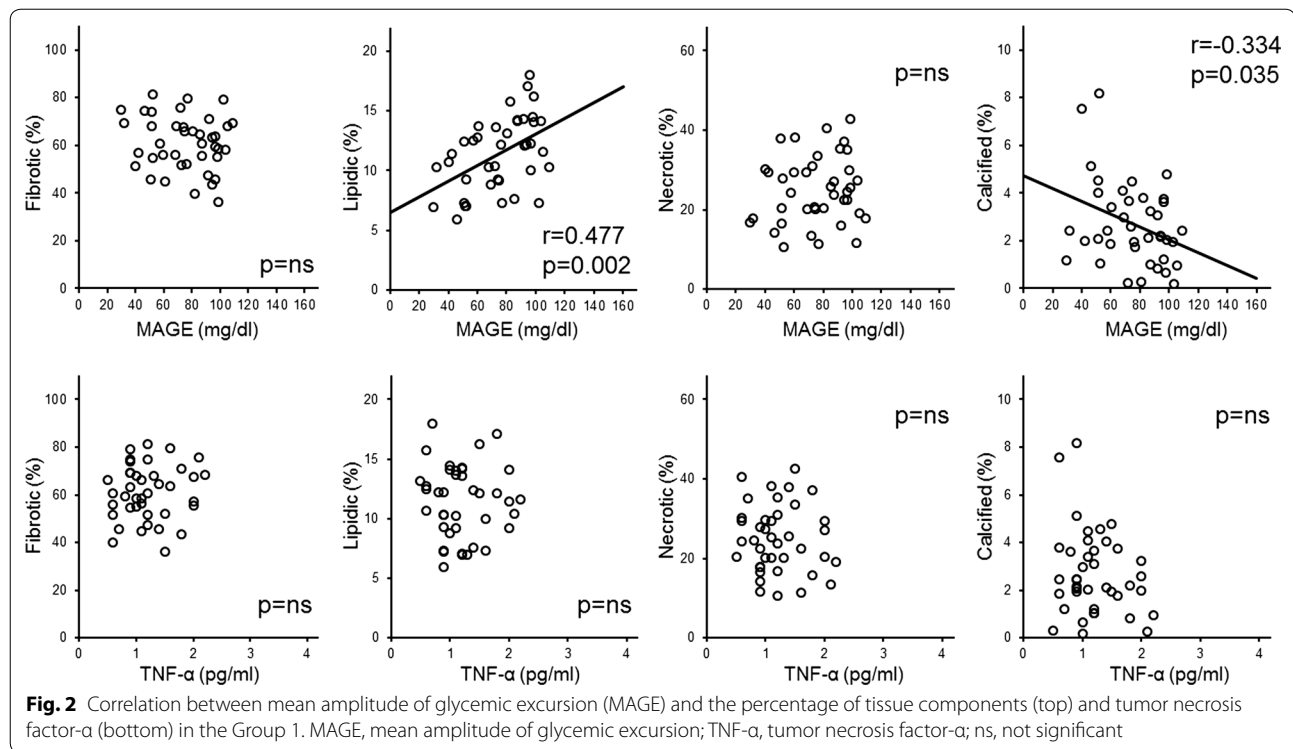 100
80
60
40
20
0
Fibrotic (%)
p=ns
0 20 40 60 80 100 120 140 160
MAGE (mg/dl)
20
15
10
5
0
Lipidic (%)
r=0.477
p=0.002
0 20 40 60 80 100 120 140 160
MAGE (mg/dl)
60
40
20
0
Necrotic (%)
p=ns
0 20 40 60 80 100 120 140 160
MAGE (mg/dl)
10
8
6
4
2
0
Calcified (%)
r=-0.334
p=0.035
0 20 40 60 80 100 120 140 160
MAGE (mg/dl)
100
80
60
40
20
0
Fibrotic (%)
p=ns
0 1 2 3 4
TNF-α (pg/ml)
20
15
10
5
0
Lipidic (%)
p=ns
0 1 2 3 4
TNF-α (pg/ml)
60
40
20
0
Necrotic (%)
p=ns
0 1 2 3 4
TNF-α (pg/ml)
10
8
6
4
2
0
Calcified (%)
p=ns
0 1 2 3 4
TNF-α (pg/ml)
Fig. 2 Correlation between mean amplitude of glycemic excursion (MAGE) and the percentage of tissue components (top) and tumor necrosis
factor-α (bottom) in the Group 1. MAGE, mean amplitude of glycemic excursion; TNF-α, tumor necrosis factor-α; ns, not significant